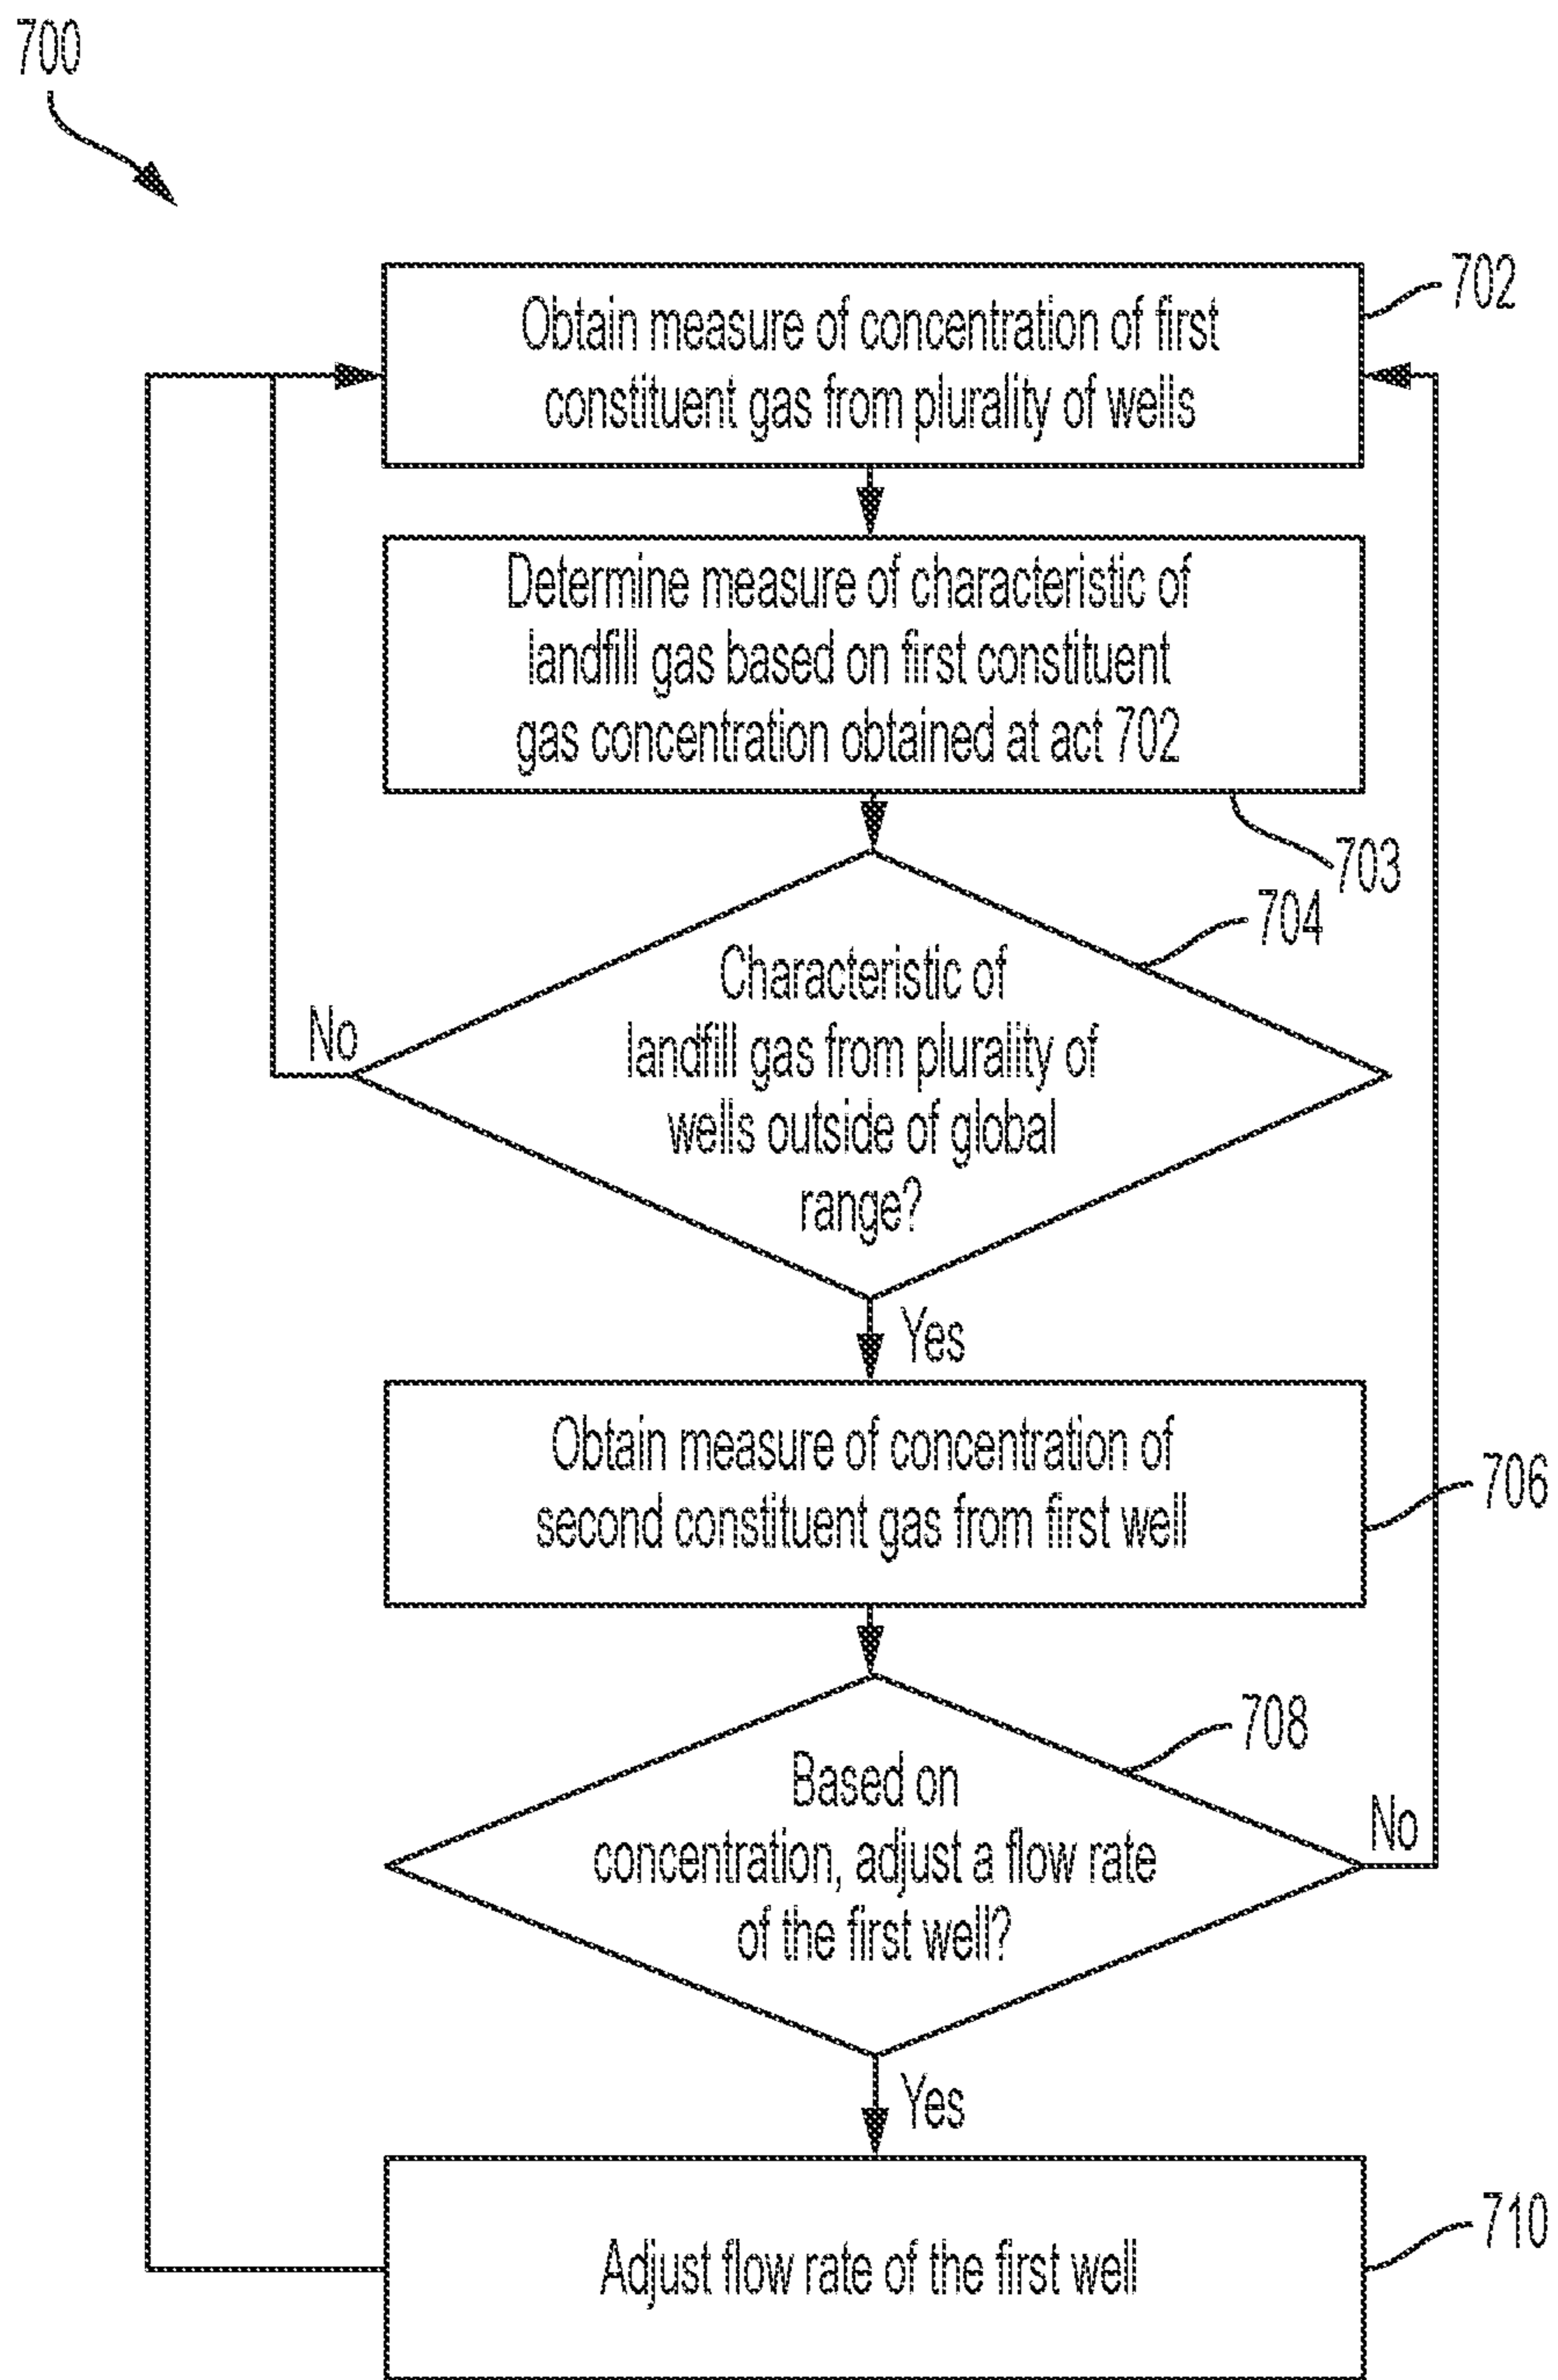 700
702
Obtain measure of concentration of first
constituent gas from plurality of wells
Determine measure of characteristic of
landfill gas based on first constituent
gas concentration obtained at act 702
703
704
Characteristic of
landfill gas from plurality of
wells outside of global
range?
No
Yes
Obtain measure of concentration of
second constituent gas from first well
706
708
Based on
concentration, adjust a flow rate
of the first well?
No
Yes
Adjust flow rate of the first well
710